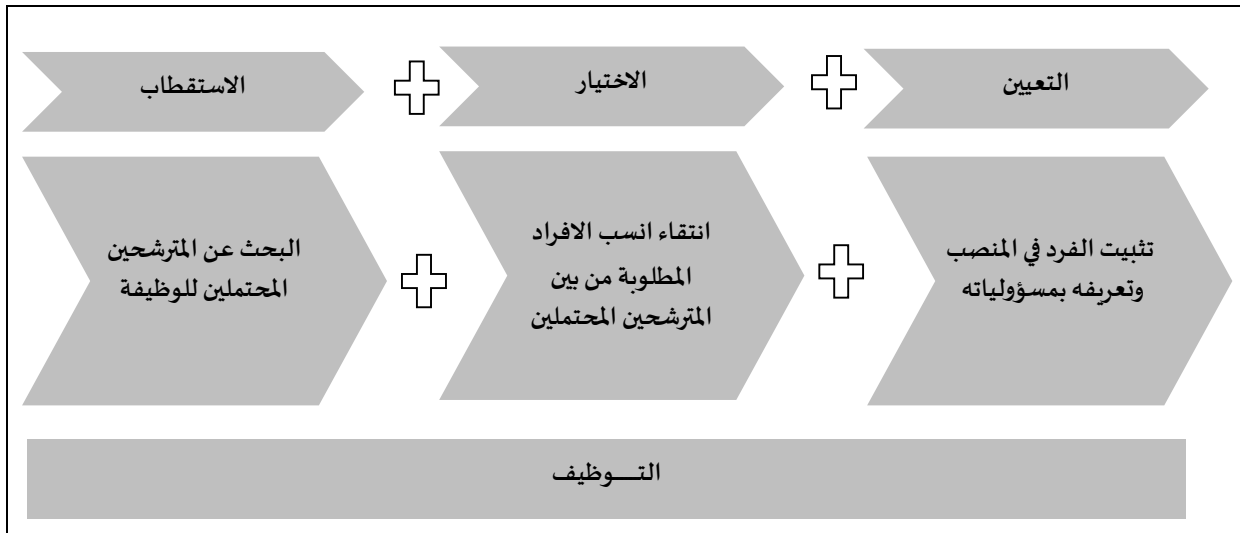 الاستقطاب
الاختيار
التعيين
البحث عن المترشحين
المحتملين للوظيفة
انتقاء انسب الافراد
المطلوبة من بين
المترشحين المحتملين
تثبيت الفرد في المنصب
وتعريفه بمسؤولياته
التـــوظيف